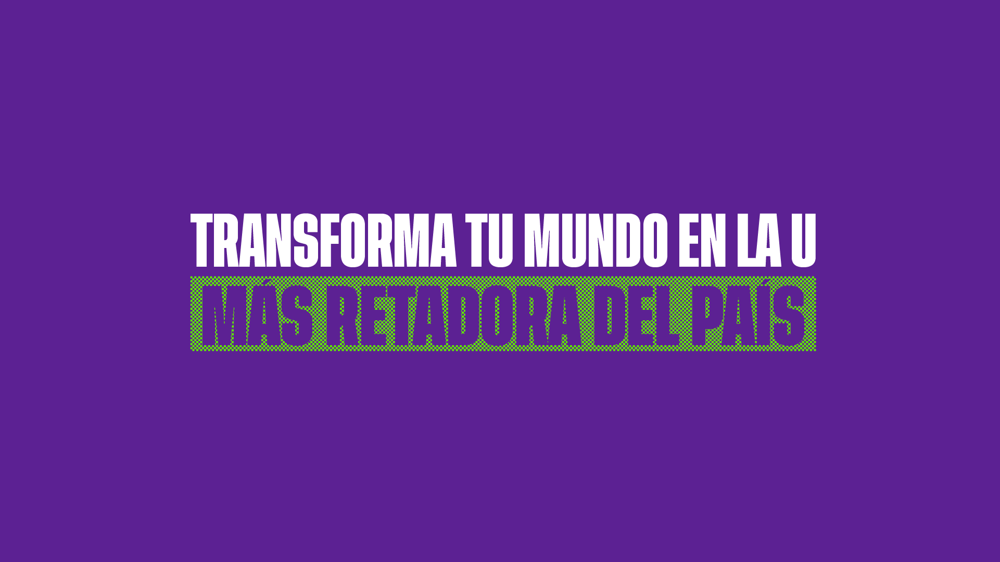 TRANSFORMA TU MUNDO EN LA U
MÁS RETADORA DEL PAÍS